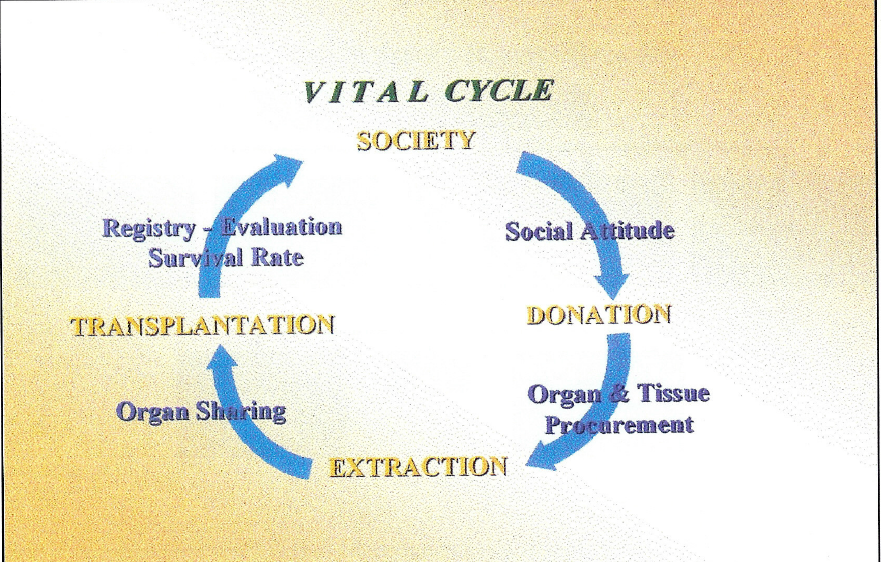 VITAL CYCLE
SOCIETY
Social Attitude
DONATION
Organ & Tissue
Procurement
EXTRACTION
Organ Sharing
TRANSPLANTATION
Registry - Evaluation
Survival Rate